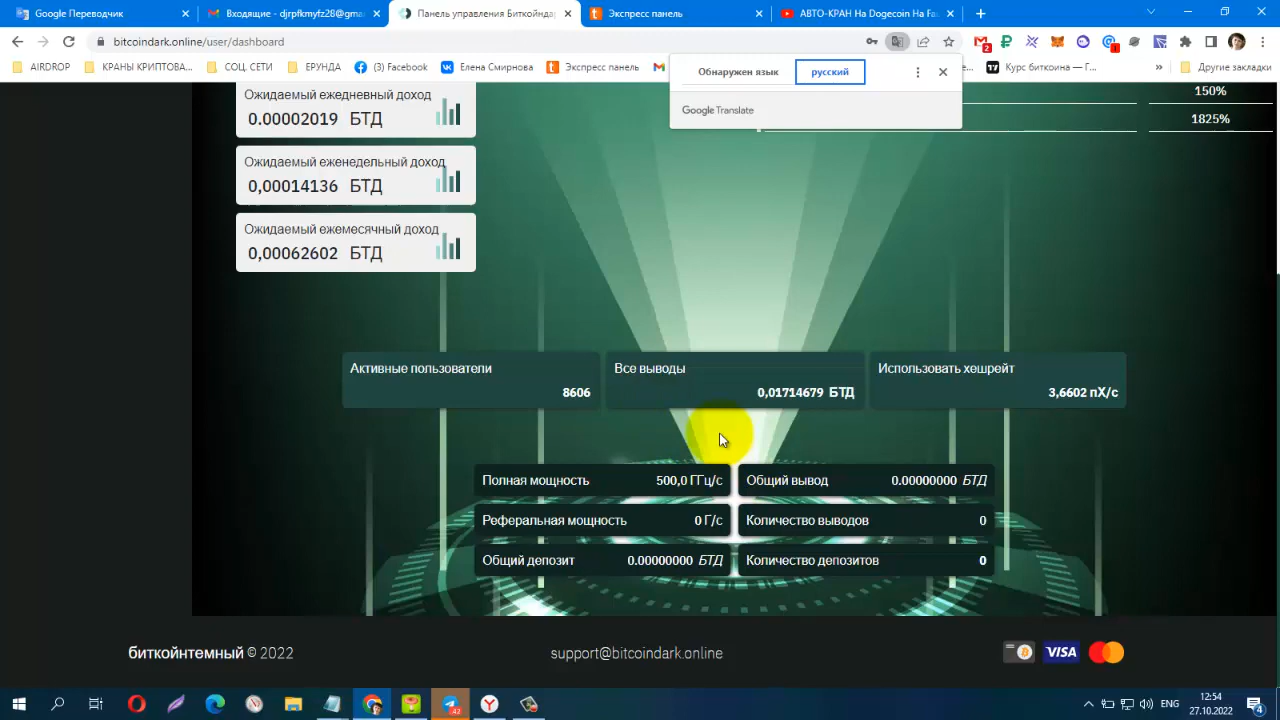 Google Переводчик
Входящие - djrpfkmyfz28@gma
Панель управления Биткойнда
Экспресс панель
АВТО-КРАН На Dogecoin На Fa
bitcoindark.online/user/dashboard
2
1
AIRDROP
КРАНЫ КРИПТОВА...
СОЦ. СЕТИ
ЕРУНДА
(3) Facebook
Елена Смирнова
Экспресс панель
Курс биткоина — Г...
»
Другие закладки
Обнаружен язык
русский
Google Translate
Ожидаемый ежедневный доход
0.00002019 БТД
Ожидаемый еженедельный доход
0,00014136 БТД
Ожидаемый ежемесячный доход
0,00062602 БТД
150%
1825%
Активные пользователи
8606
Все выводы
0,01714679 БТД
Использовать хешрейт
3,6602 пХ/с
Полная мощность 500,0 ГГц/с
Общий вывод 0.00000000 БТД
Реферальная мощность 0 Г/с
Количество выводов 0
Общий депозит 0.00000000 БТД
Количество депозитов 0
биткойнтемный © 2022
support@bitcoindark.online
VISA
42
ENG
12:54
27.10.2022
4